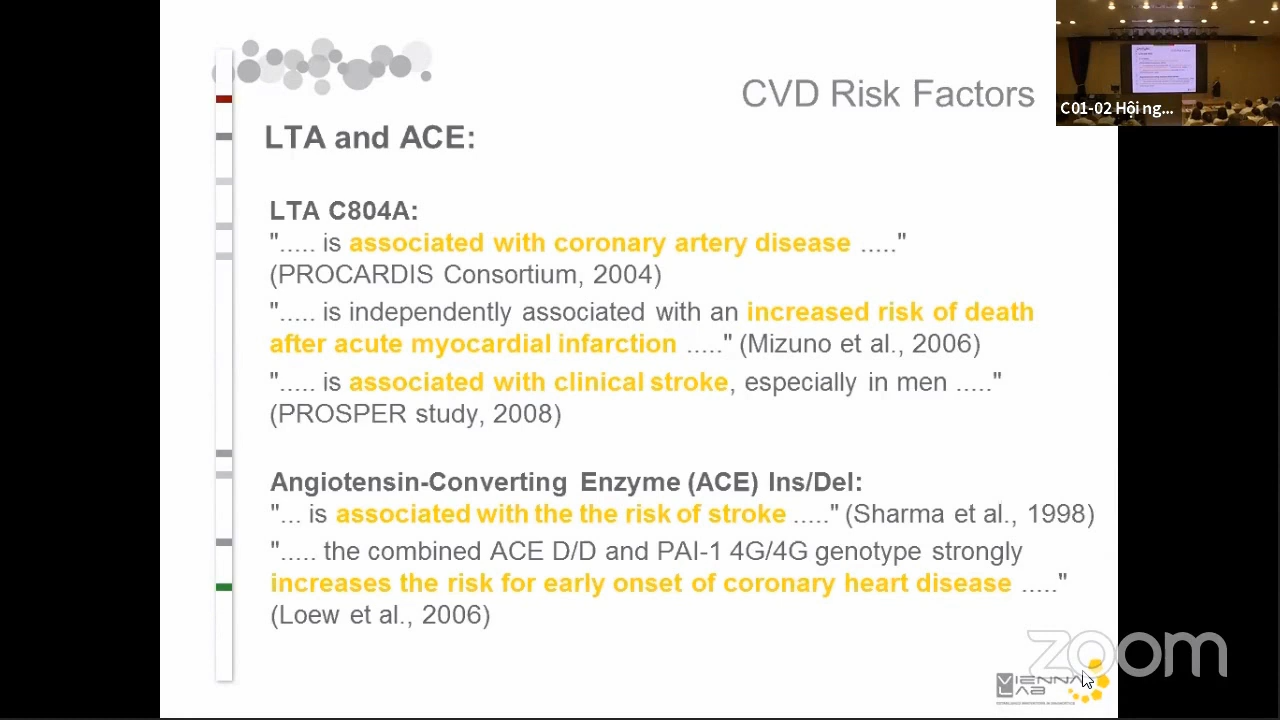 CVD Risk Factors
C01-02 Hội ng...
LTA and ACE:
LTA C804A:
"..... is associated with coronary artery disease ....."
(PROCARDIS Consortium, 2004)
"..... is independently associated with an increased risk of death
after acute myocardial infarction ....." (Mizuno et al., 2006)
"..... is associated with clinical stroke, especially in men ....."
(PROSPER study, 2008)
Angiotensin-Converting Enzyme (ACE) Ins/Del:
"... is associated with the the risk of stroke ....." (Sharma et al., 1998)
"..... the combined ACE D/D and PAI-1 4G/4G genotype strongly
increases the risk for early onset of coronary heart disease ....."
(Loew et al., 2006)
zoom
VIENNA
LAB